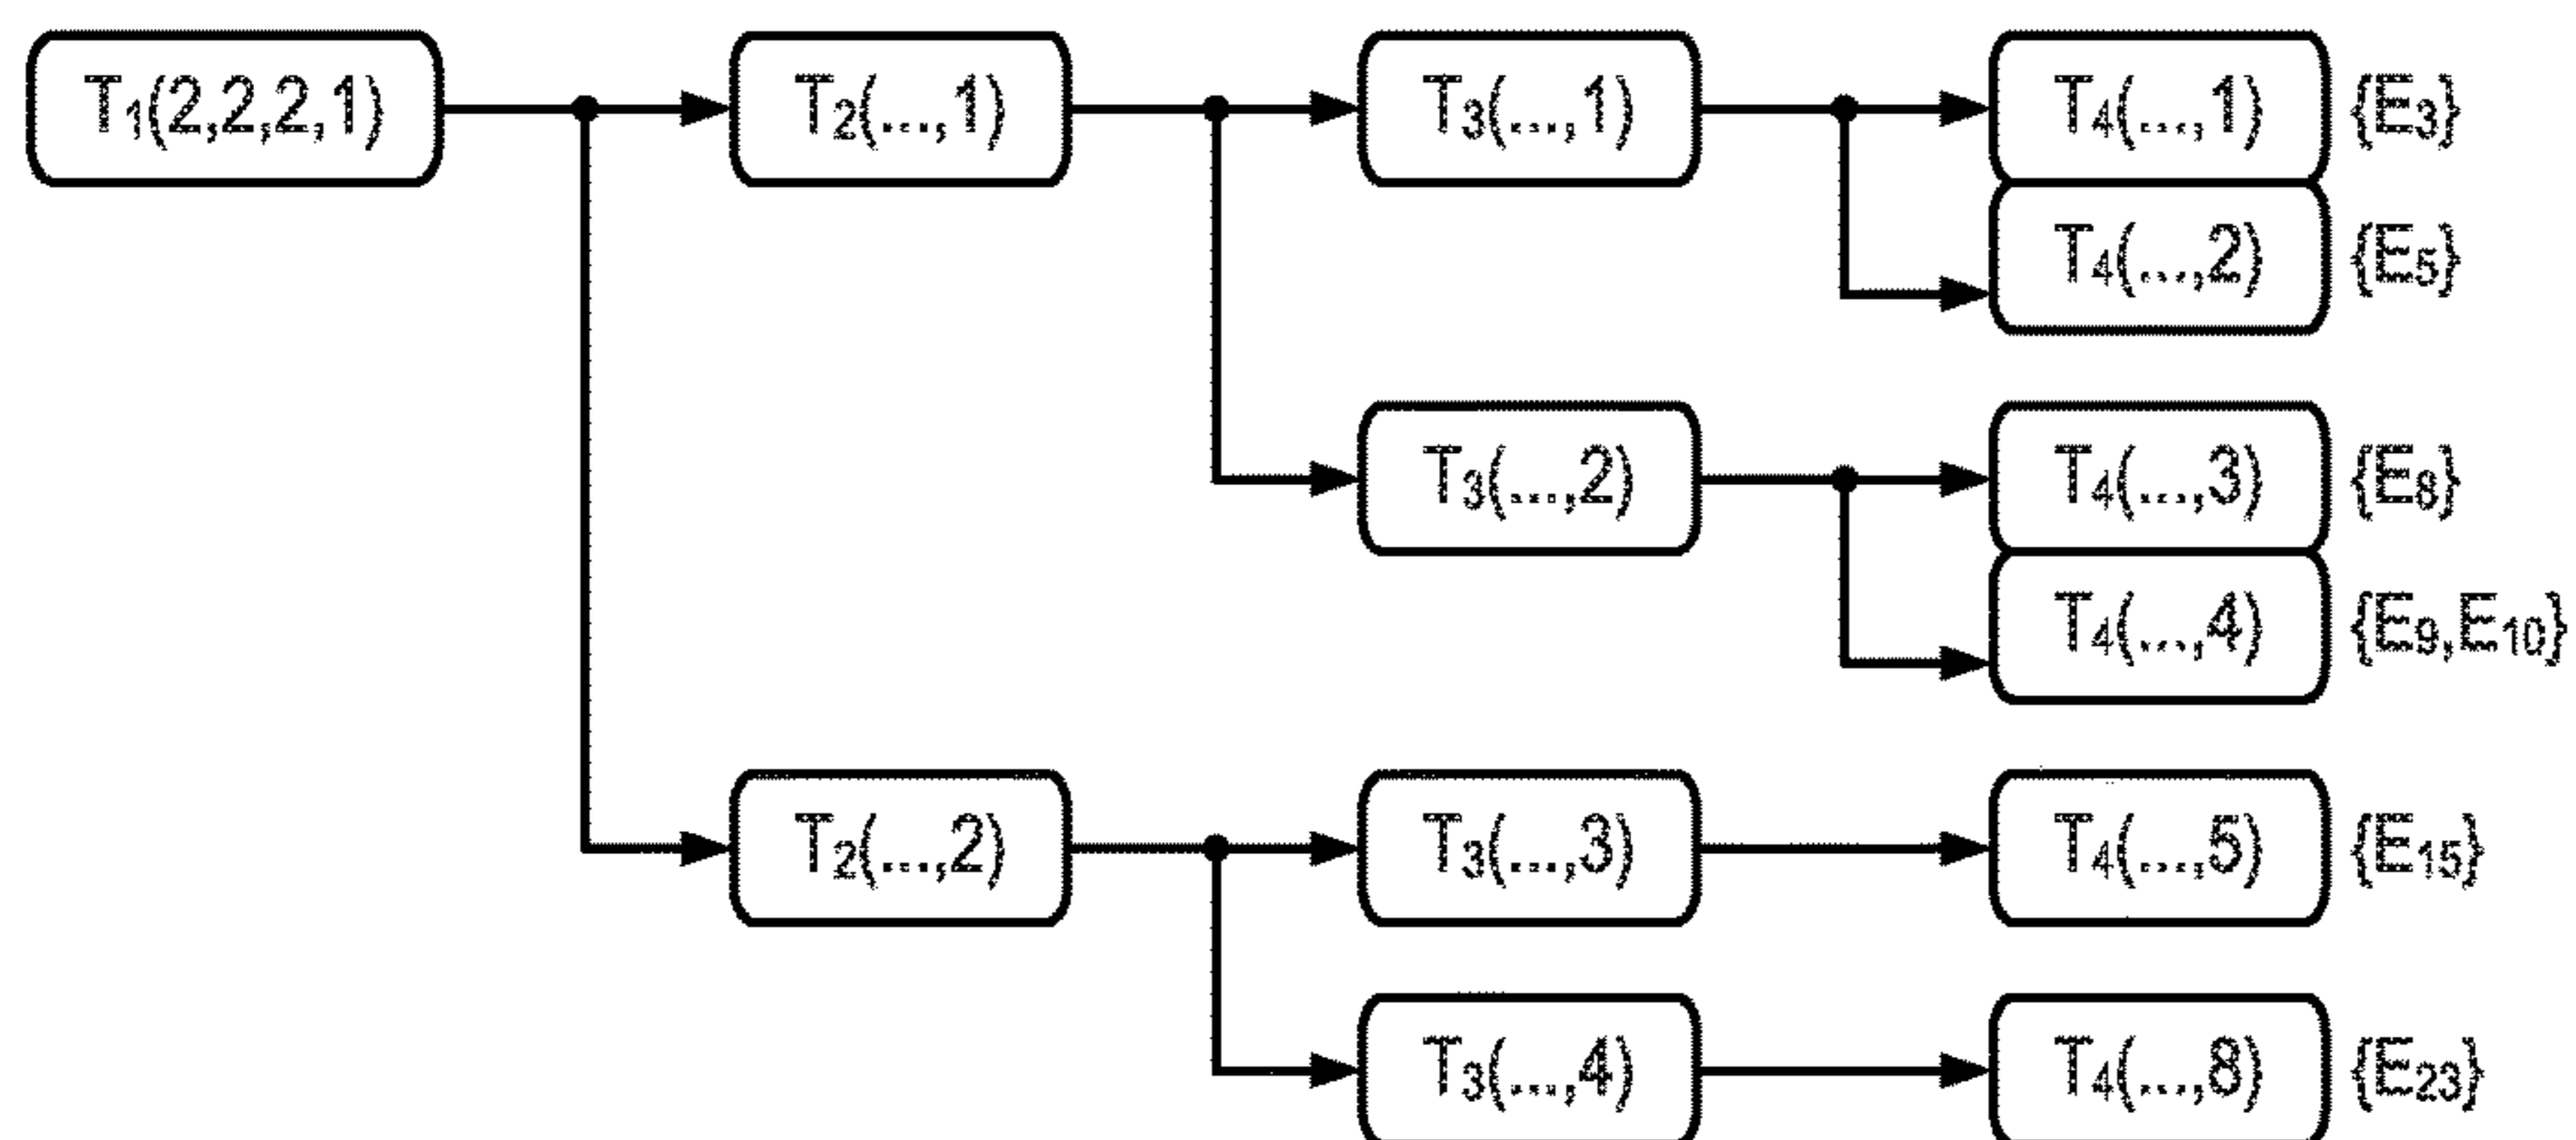 T₁(2,2,2,1) T₂(...,1) T₃(...,1) T₄(...,1) {E₃}
T₄(...,2) {E₅}
T₃(...,2) T₄(...,3) {E₈}
T₄(...,4) {E₉,E₁₀}
T₂(...,2) T₃(...,3) T₄(...,5) {E₁₅}
T₃(...,4) T₄(...,8) {E₂₃}